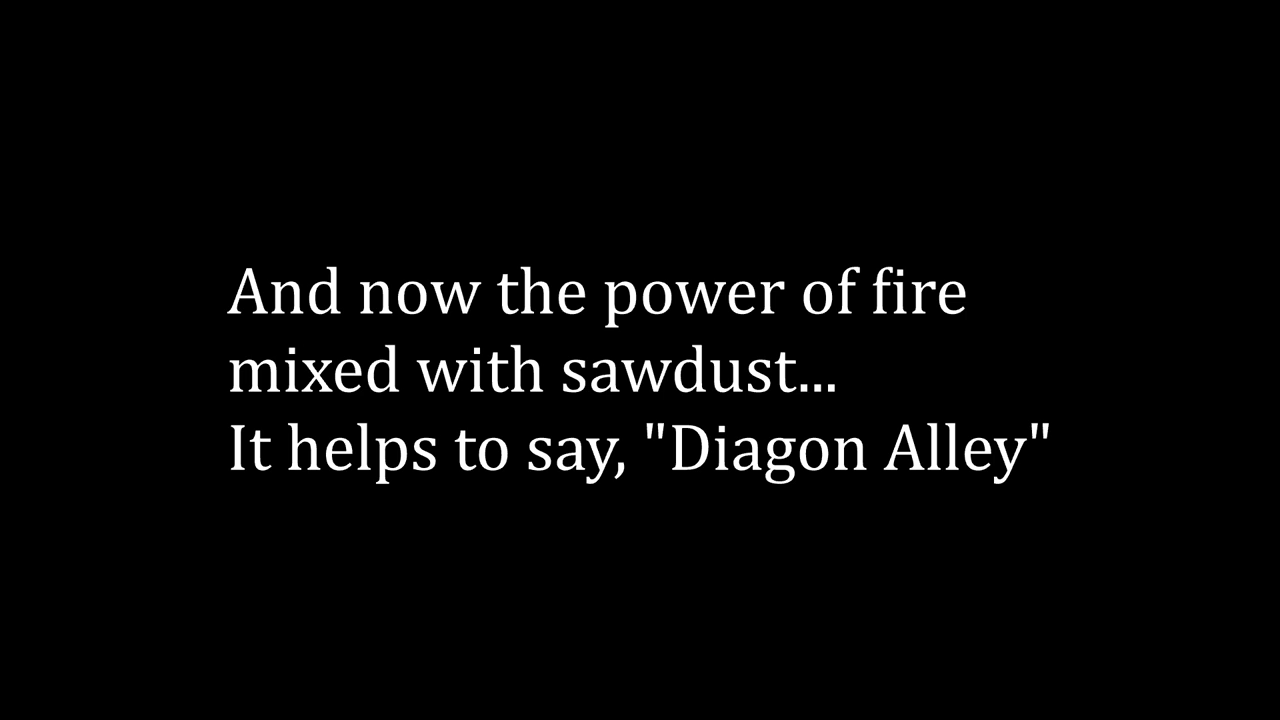 And now the power of fire
mixed with sawdust...
It helps to say, "Diagon Alley"